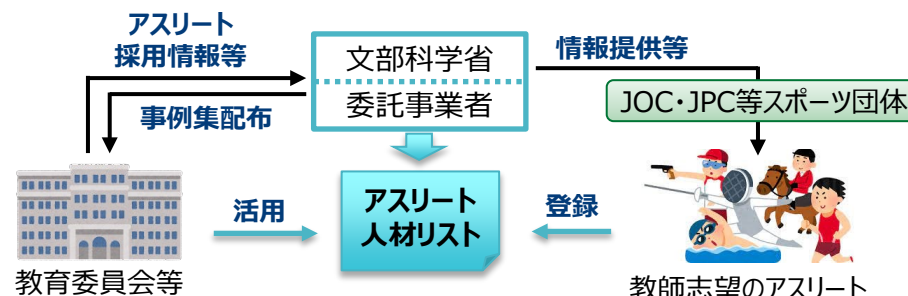 アスリート
採用情報等
事例集配布
文部科学省
委託事業者
情報提供等
JOC・JPC等スポーツ団体
活用
アスリート
人材リスト
登録
教育委員会等
教師志望のアスリート